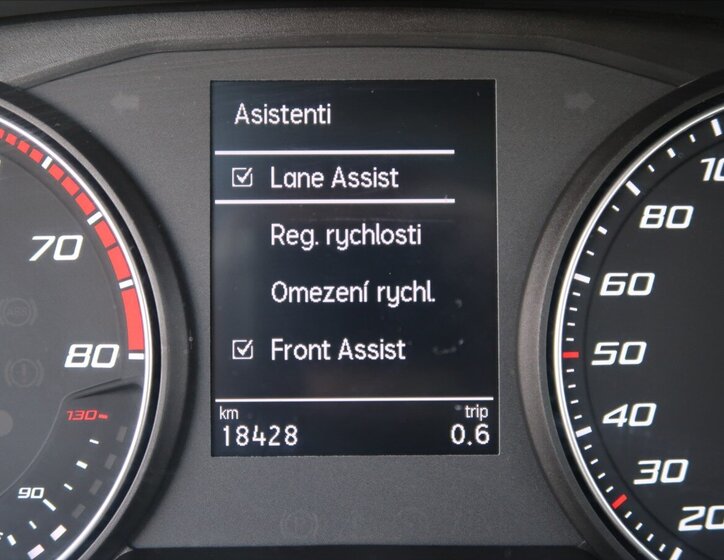 Asistenti
Lane Assist
Reg. rychlosti
Omezení rychl.
Front Assist
km
trip
18428
0.6
70
80
130
90
80
60
50
40
30
20
ABS